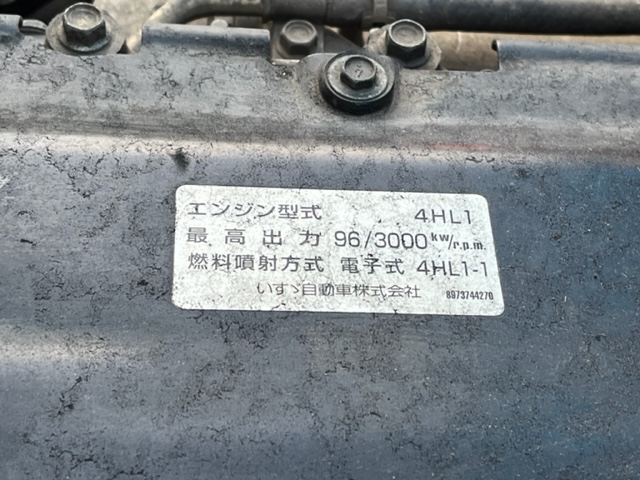 エンジン型式 4HL1
最高出力 96/3000 kw/r.p.m.
燃料噴射方式 電子式 4HL1-1
いすゞ自動車株式会社 8973744270